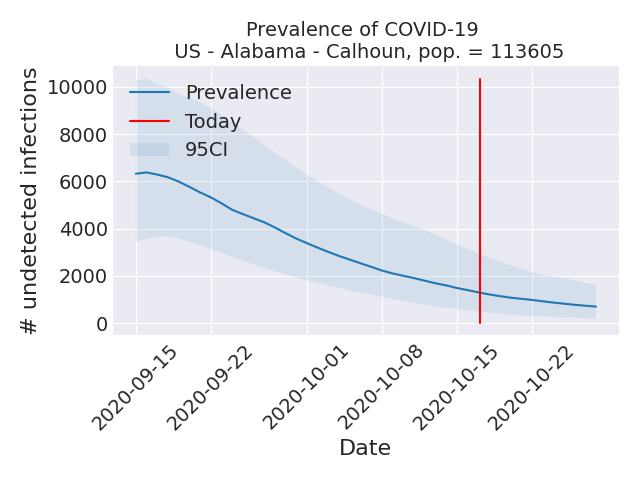 Prevalence of COVID-19
US - Alabama - Calhoun, pop. = 113605
# undetected infections
10000
8000
6000
4000
2000
0
Prevalence
Today
95CI
2020-09-15
2020-09-22
2020-10-01
2020-10-08
2020-10-15
2020-10-22
Date